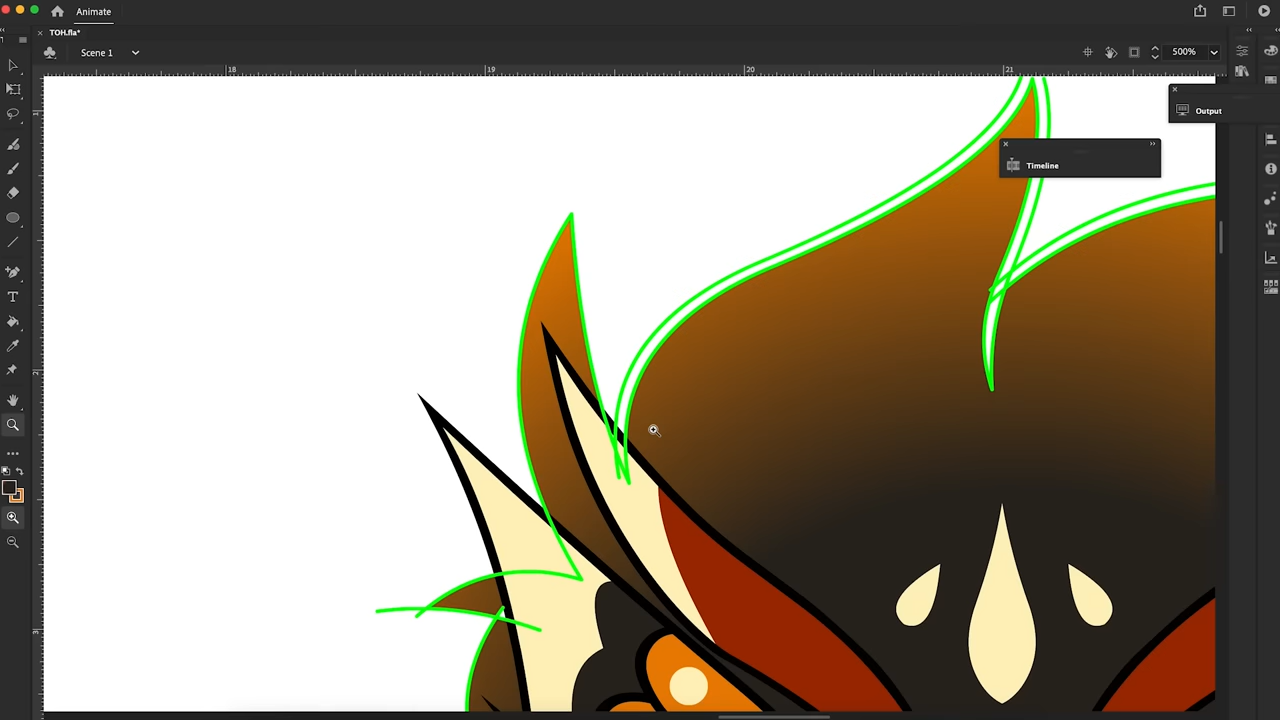 Animate
TOH.fla*
Scene 1
500%
18
19
20
21
Output
Timeline
T